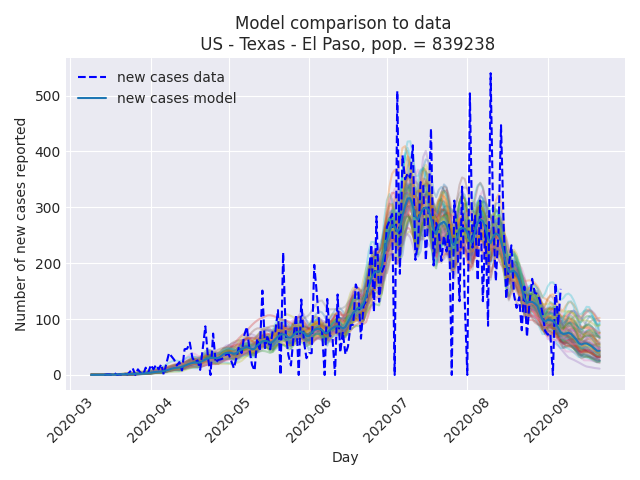 Model comparison to data
US - Texas - El Paso, pop. = 839238
new cases data
new cases model
Number of new cases reported
500
400
300
200
100
0
2020-03
2020-04
2020-05
2020-06
2020-07
2020-08
2020-09
Day